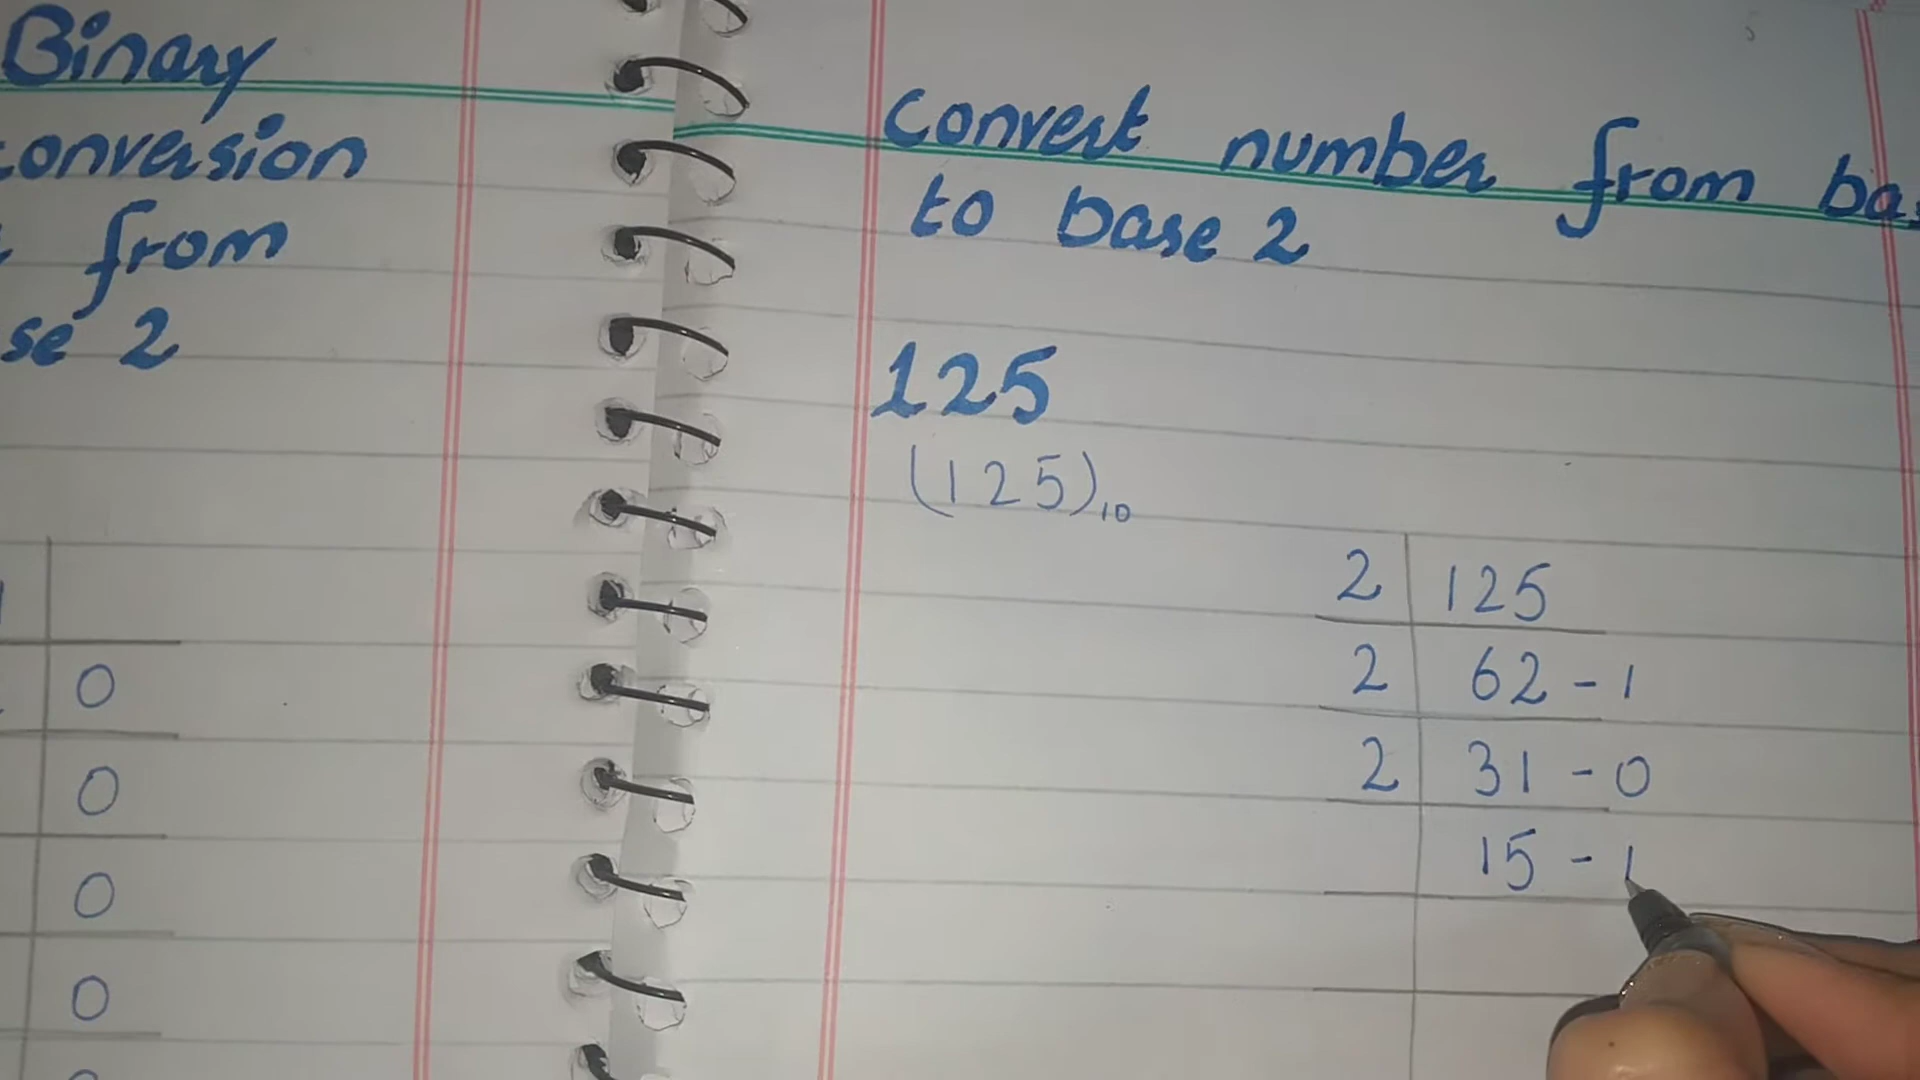 Binary
conversion
from
se 2
0
0
0
0
convert number from bas
to base 2
125
(125)10
2 125
2 62 - 1
2 31 - 0
15 - 1